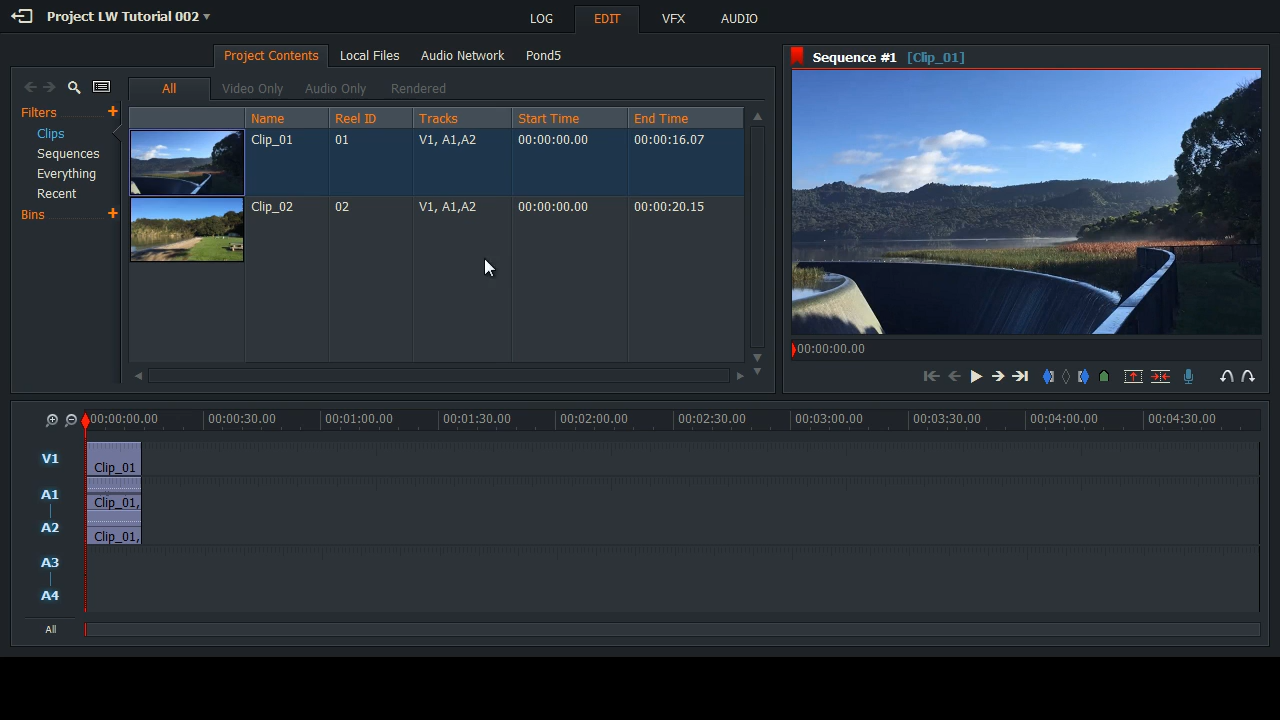 Project LW Tutorial 002
LOG EDIT VFX AUDIO
Project Contents Local Files Audio Network Pond5
Sequence #1 [Clip_01]
All Video Only Audio Only Rendered
Filters +
Clips
Sequences
Everything
Recent
Bins +
Name Reel ID Tracks Start Time End Time
Clip_01 01 V1, A1,A2 00:00:00.00 00:00:16.07
Clip_02 02 V1, A1,A2 00:00:00.00 00:00:20.15
00:00:00.00
00:00:00.00 00:00:30.00 00:01:00.00 00:01:30.00 00:02:00.00 00:02:30.00 00:03:00.00 00:03:30.00 00:04:00.00 00:04:30.00
V1 Clip_01
A1 Clip_01,
A2 Clip_01,
A3
A4
All